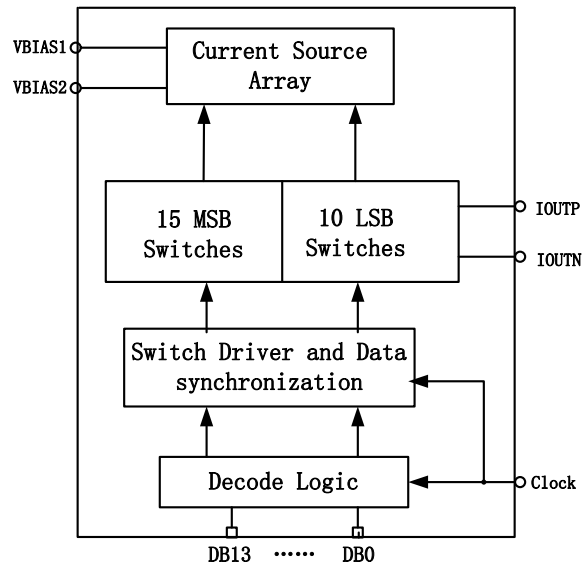 VBIAS1
VBIAS2
Current Source
Array
15 MSB
Switches
10 LSB
Switches
IOUTP
IOUTN
Switch Driver and Data
synchronization
Decode Logic
Clock
DB13 ...... DB0